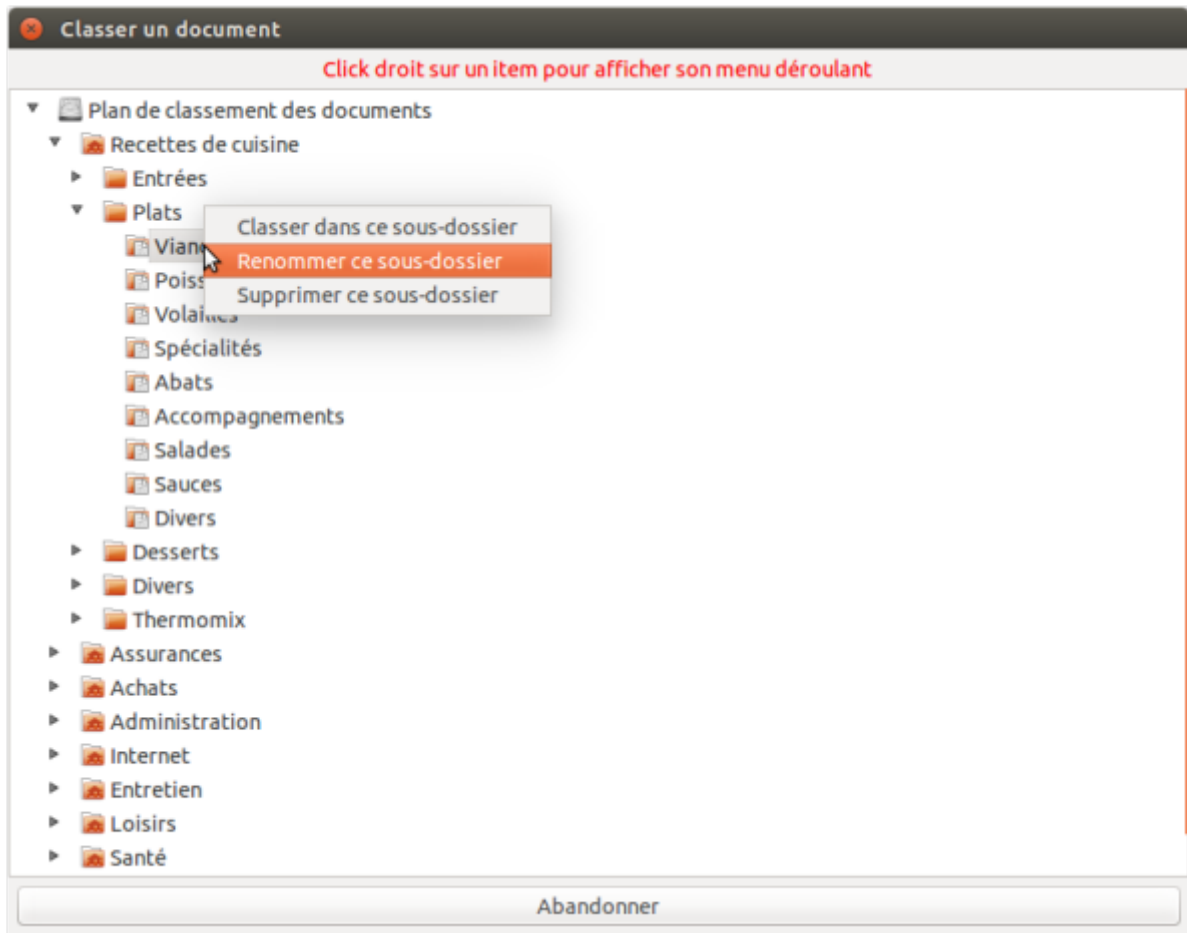 Classer un document
Click droit sur un item pour afficher son menu déroulant
Plan de classement des documents
Recettes de cuisine
Entrées
Plats
Classer dans ce sous-dossier
Renommer ce sous-dossier
Supprimer ce sous-dossier
Spécialités
Abats
Accompagnements
Salades
Sauces
Divers
Desserts
Divers
Thermomix
Assurances
Achats
Administration
Internet
Entretien
Loisirs
Santé
Abandonner